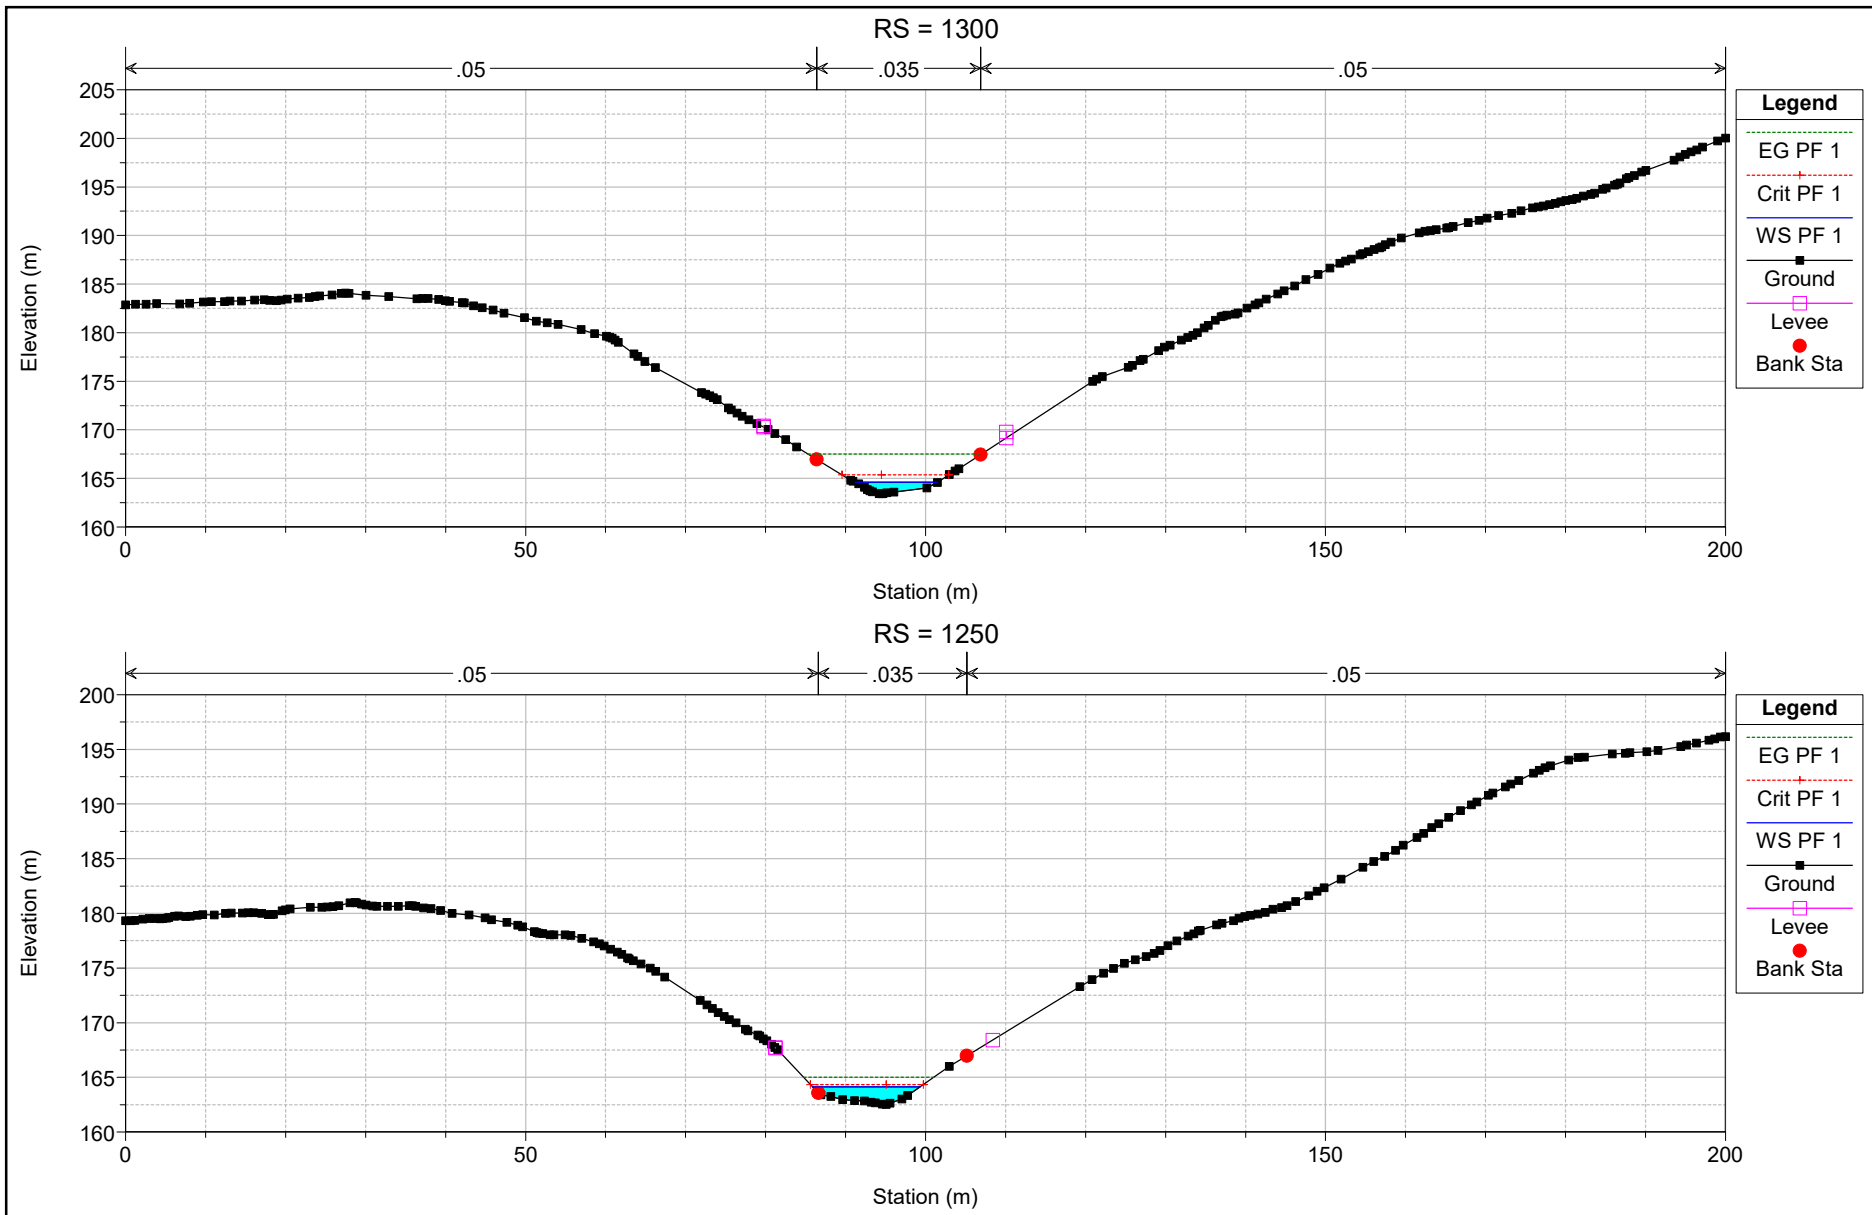 RS = 1300
.05 .035 .05
205
200
195
190
185
180
175
170
165
160
Elevation (m)
0 50 100 150 200
Station (m)
Legend
EG PF 1
Crit PF 1
WS PF 1
Ground
Levee
Bank Sta
RS = 1250
.05 .035 .05
200
195
190
185
180
175
170
165
160
Elevation (m)
0 50 100 150 200
Station (m)
Legend
EG PF 1
Crit PF 1
WS PF 1
Ground
Levee
Bank Sta